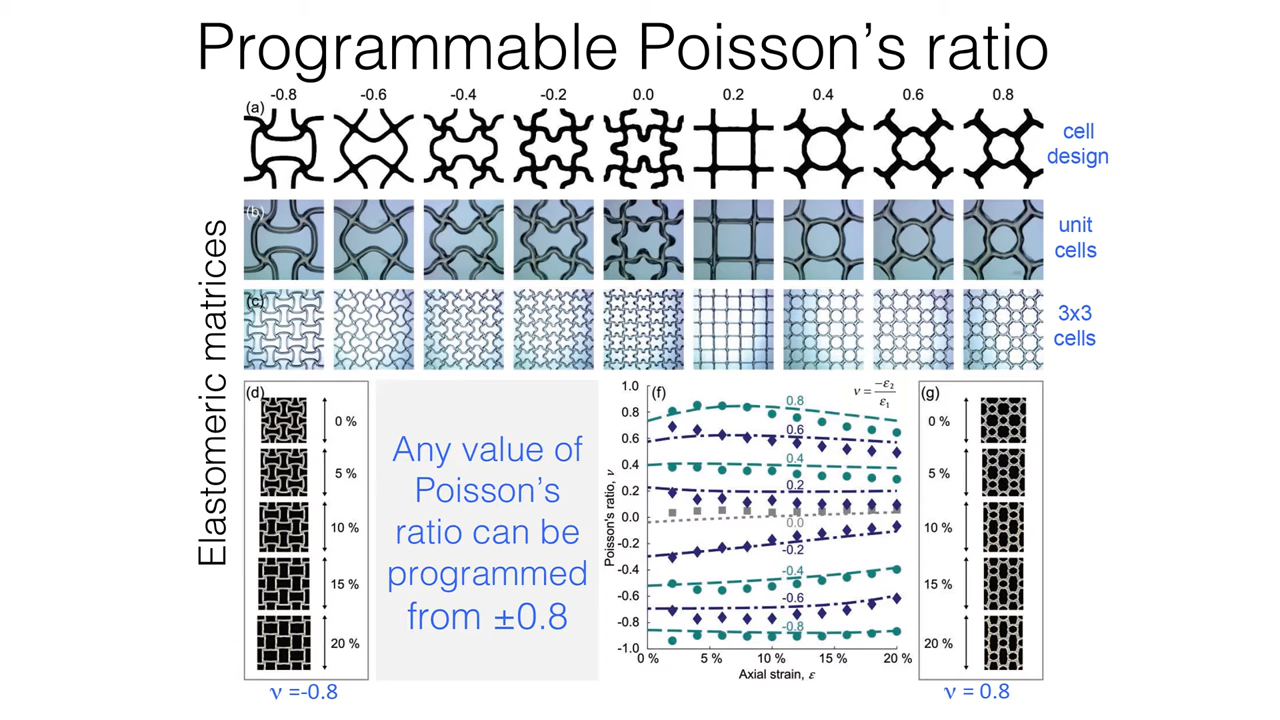 Programmable Poisson's ratio
-0.8 -0.6 -0.4 -0.2 0.0 0.2 0.4 0.6 0.8
(a)
cell
design
(b)
unit
cells
(c)
3x3
cells
Elastomeric matrices
(d)
0 %
5 %
10 %
15 %
20 %
ν =-0.8
Any value of
Poisson's
ratio can be
programmed
from ±0.8
(f)
ν = −ε₂ / ε₁
Poisson's ratio, ν
1.0
0.8
0.6
0.4
0.2
0.0
-0.2
-0.4
-0.6
-0.8
-1.0
0.8
0.6
0.4
0.2
0.0
-0.2
-0.4
-0.6
-0.8
0 % 5 % 10 % 15 % 20 %
Axial strain, ε
(g)
0 %
5 %
10 %
15 %
20 %
ν = 0.8